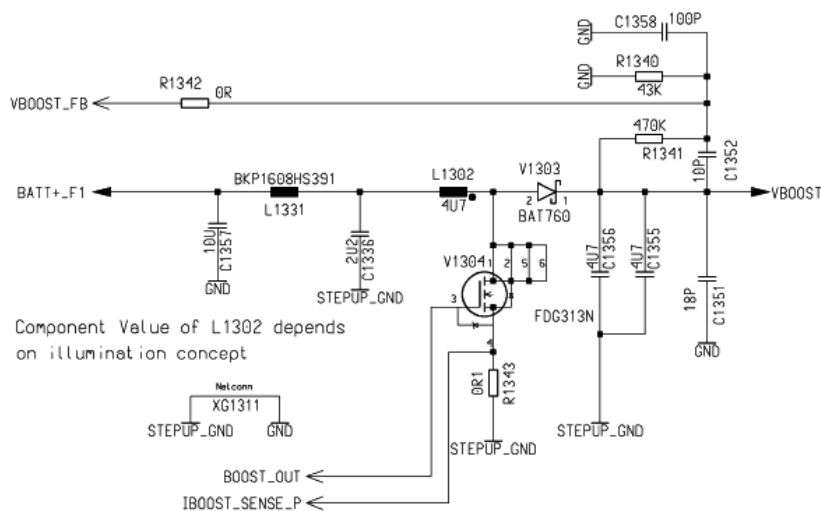 C1358
100P
GND
R1340
GND
43K
R1342
0R
VBOOST_FB
470K
R1341
10P
C1352
BKP1608HS391
L1302
V1303
BATT+_F1
VBOOST
L1331
4U7
2
1
BAT760
10U
C1357
2U2
C1336
V1304
1
2
5
6
4U7
C1356
4U7
C1355
GND
STEPUP_GND
3
FDG313N
18P
C1351
Component Value of L1302 depends
on illumination concept
4
GND
0R1
R1343
Netconn
XG1311
STEPUP_GND
GND
STEPUP_GND
STEPUP_GND
BOOST_OUT
IBOOST_SENSE_P